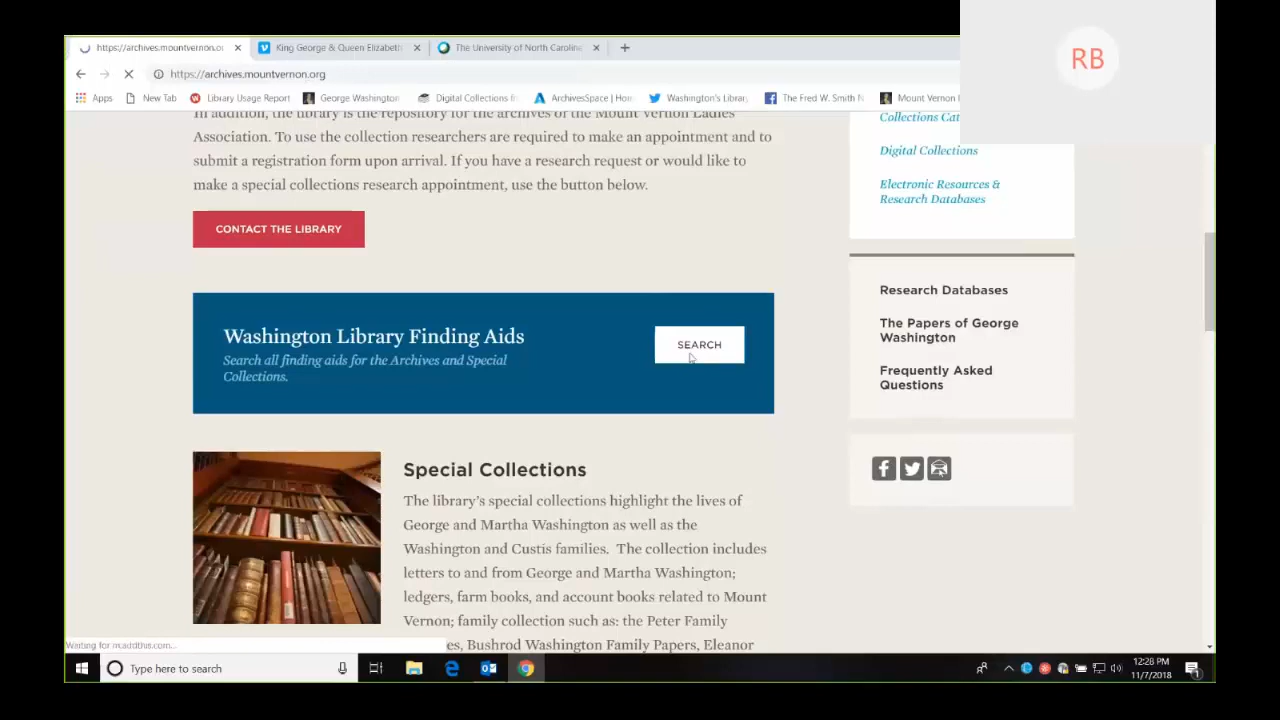 RB
https://archives.mountvernon.o
King George & Queen Elizabeth
The University of North Carolina
https://archives.mountvernon.org
Apps
New Tab
Library Usage Report
George Washington
Digital Collections fr
ArchivesSpace | Hom
Washington's Library
The Fred W. Smith N
Mount Vernon
In addition, the library is the repository for the archives of the Mount Vernon Ladies'
Association. To use the collection researchers are required to make an appointment and to
submit a registration form upon arrival. If you have a research request or would like to
make a special collections research appointment, use the button below.
CONTACT THE LIBRARY
Washington Library Finding Aids
Search all finding aids for the Archives and Special
Collections.
SEARCH
Special Collections
The library's special collections highlight the lives of
George and Martha Washington as well as the
Washington and Custis families. The collection includes
letters to and from George and Martha Washington;
ledgers, farm books, and account books related to Mount
Vernon; family collection such as: the Peter Family
es, Bushrod Washington Family Papers, Eleanor
Collections Cat
Digital Collections
Electronic Resources &
Research Databases
Research Databases
The Papers of George
Washington
Frequently Asked
Questions
Waiting for m.addthis.com...
Type here to search
12:28 PM
11/7/2018
1